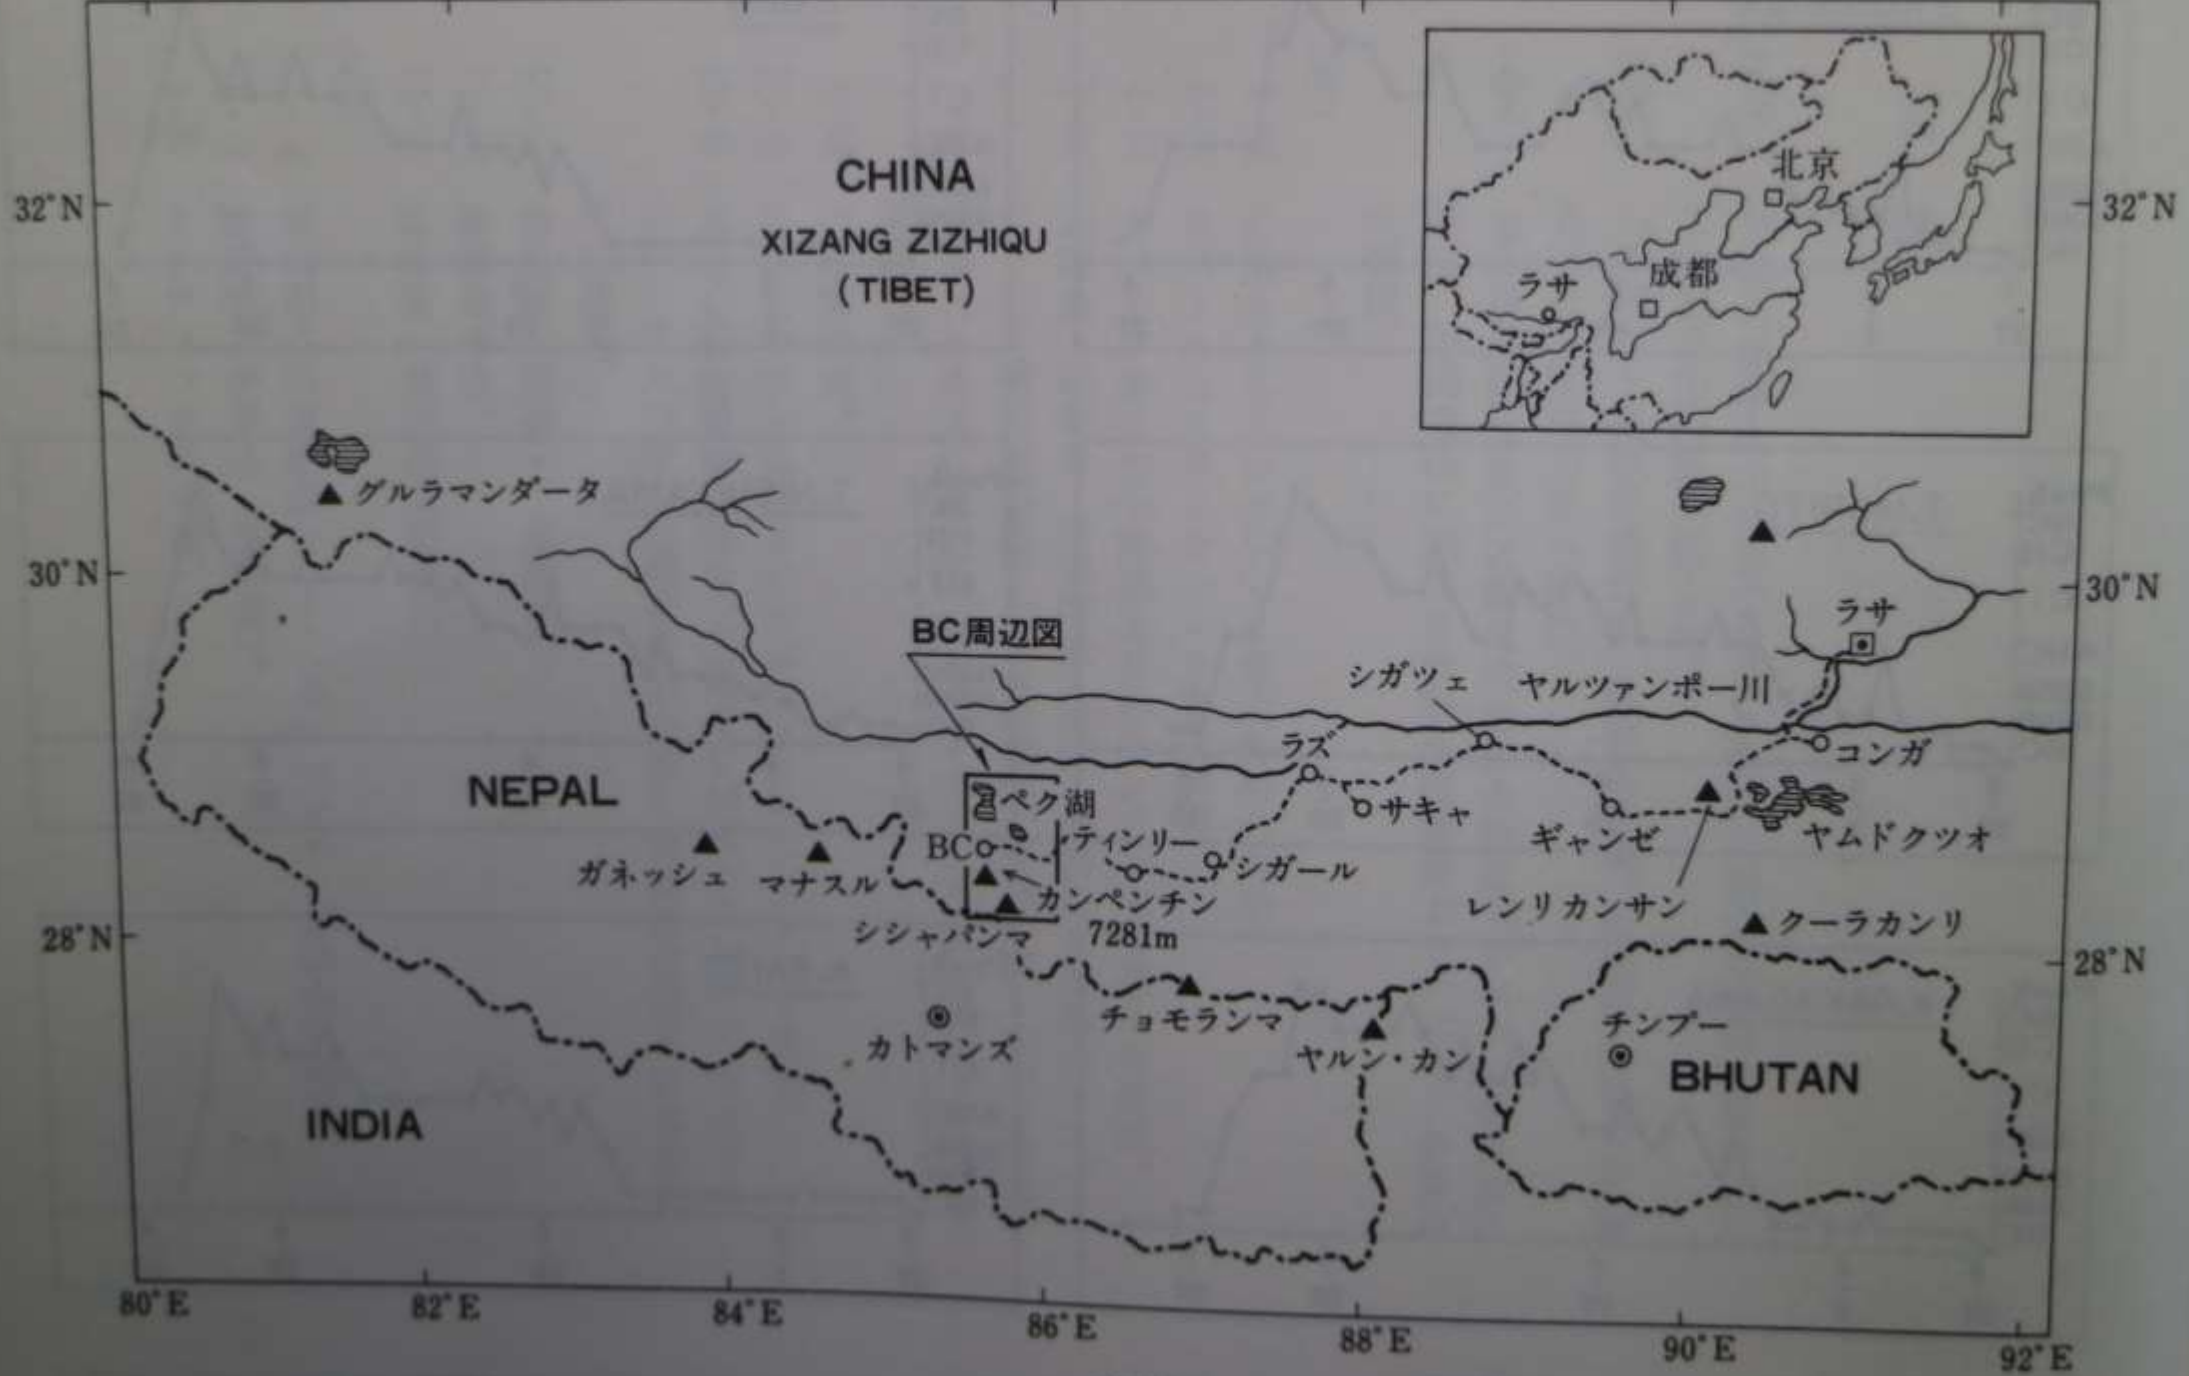 CHINA
XIZANG ZIZHIQU
(TIBET)
北京
成都
ラサ
32°N
32°N
グルラマンダータ
30°N
30°N
ラサ
BC周辺図
シガツェ
ヤルツァンポー川
ラズ
コンガ
NEPAL
ペク湖
サキャ
ギャンゼ
ヤムドクツオ
BC
ティンリー
シガール
ガネッシュ
マナスル
カンペンチン
7281m
レンリカンサン
クーラカンリ
シシャパンマ
28°N
28°N
チョモランマ
チンプー
カトマンズ
ヤルン・カン
BHUTAN
INDIA
80°E
82°E
84°E
86°E
88°E
90°E
92°E